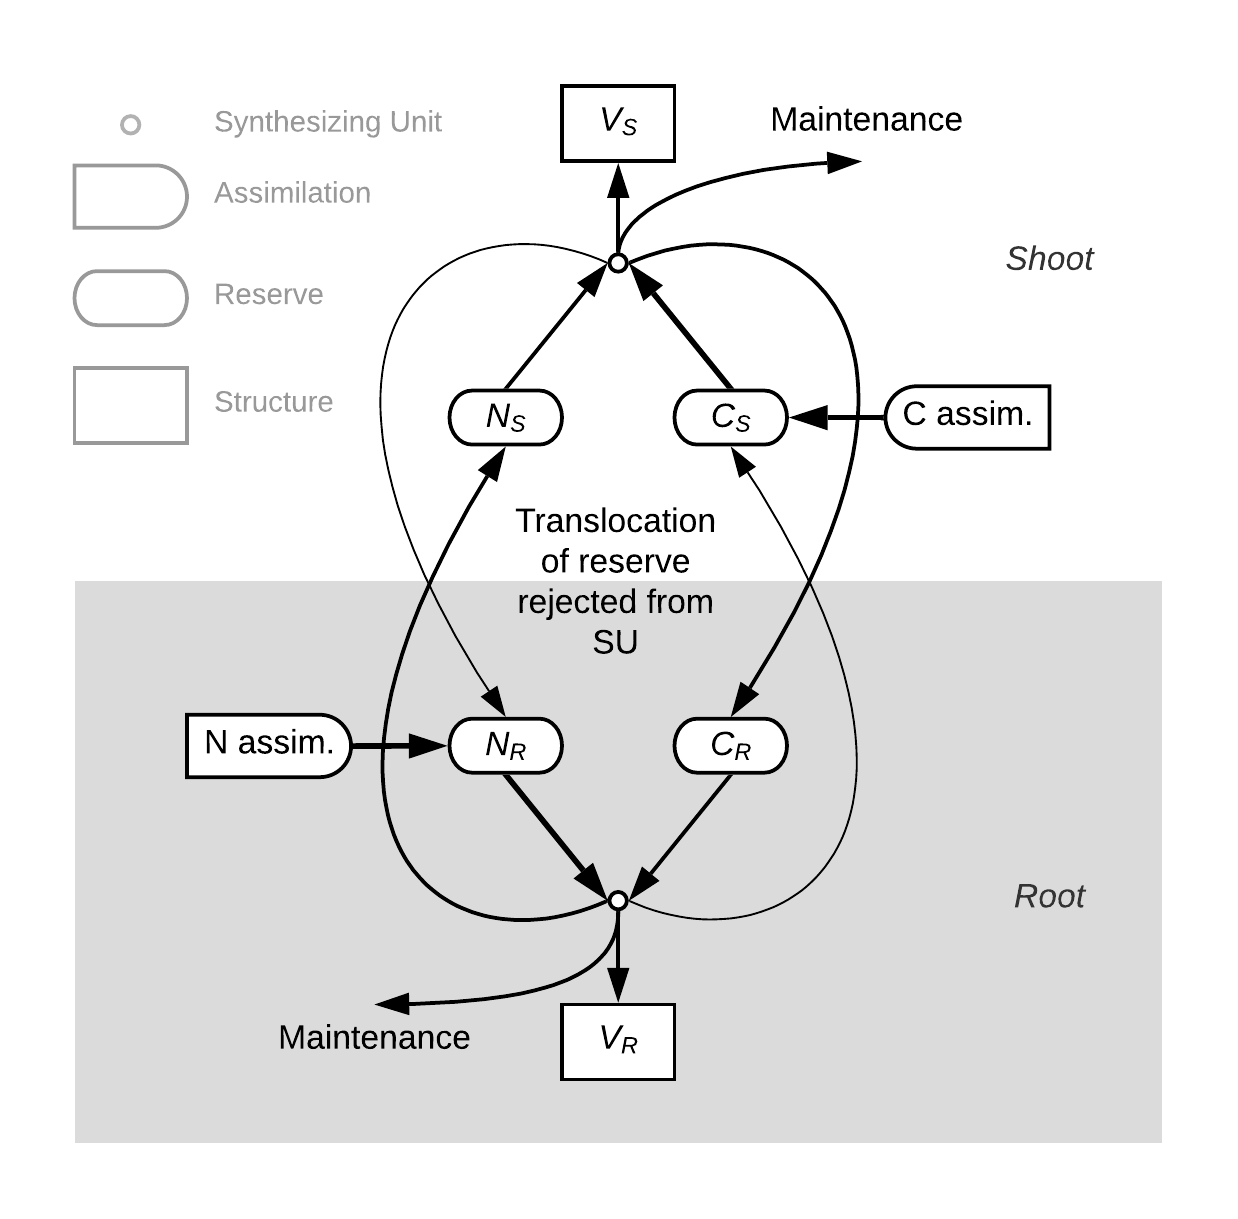 Synthesizing Unit
Assimilation
Reserve
Structure
V_S
Maintenance
Shoot
N_S
C_S
C assim.
Translocation
of reserve
rejected from
SU
N assim.
N_R
C_R
Root
Maintenance
V_R